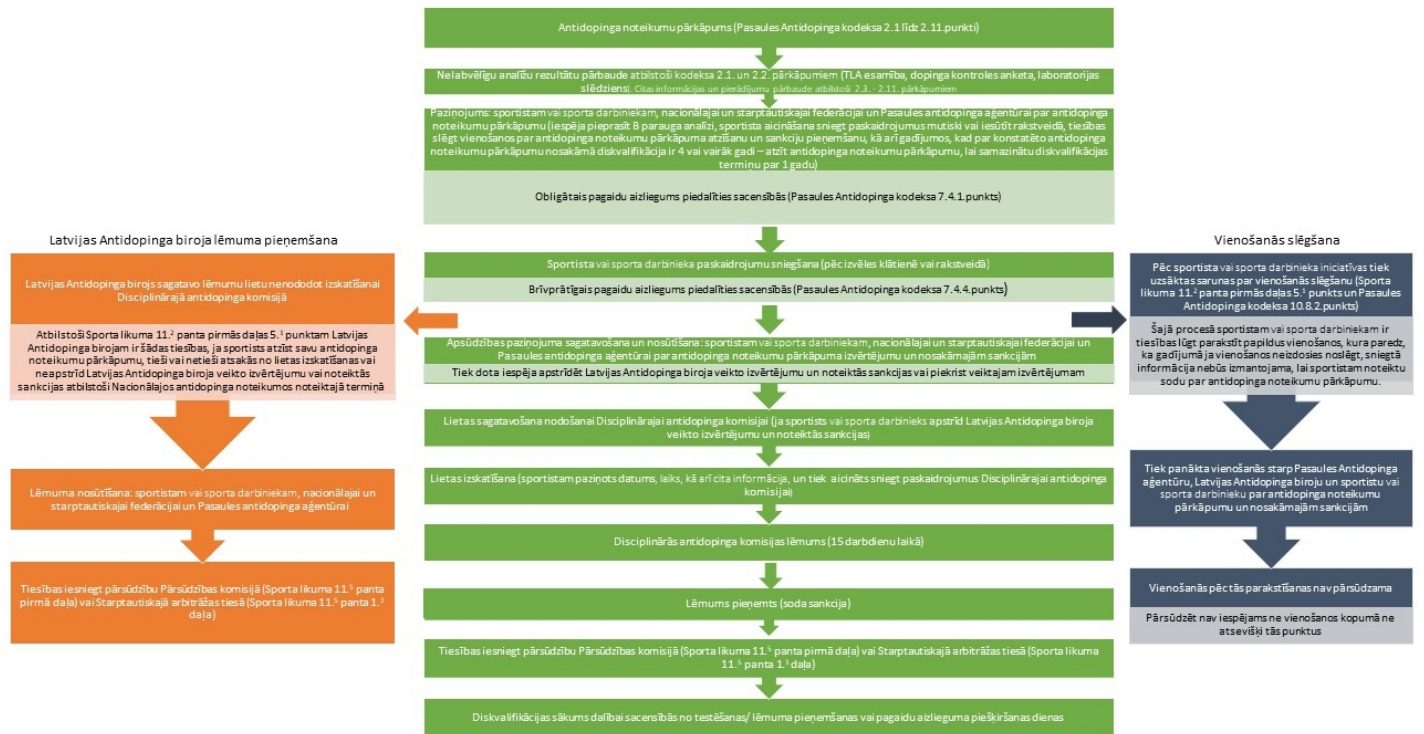 Antidopinga noteikumu pārkāpums (Pasaules Antidopinga kodeksa 2.1 līdz 2.11.punkti)
Nelabvēlīgu analīžu rezultātu pārbaude atbilstoši kodeksa 2.1. un 2.2. pārkāpumiem (TLA esamība, dopinga kontroles anketa, laboratorijas
slēdziens). Citas informācijas un pierādījumu pārbaude atbilstoši 2.3. - 2.11. pārkāpumiem
Paziņojums: sportistam vai sporta darbiniekam, nacionālajai un starptautiskajai federācijai un Pasaules antidopinga aģentūrai par antidopinga
noteikumu pārkāpumu (iespēja pieprasīt B parauga analīzi, sportista aicināšana sniegt paskaidrojumus mutiski vai iesūtīt rakstveidā, tiesības
slēgt vienošanos par antidopinga noteikumu pārkāpuma atzīšanu un sankciju pieņemšanu, kā arī gadījumos, kad par konstatēto antidopinga
noteikumu pārkāpumu nosakāmā diskvalifikācija ir 4 vai vairāk gadi – atzīt antidopinga noteikumu pārkāpumu, lai samazinātu diskvalifikācijas
termiņu par 1 gadu)
Obligātais pagaidu aizliegums piedalīties sacensībās (Pasaules Antidopinga kodeksa 7.4.1.punkts)
Sportista vai sporta darbinieka paskaidrojumu sniegšana (pēc izvēles klātienē vai rakstveidā)
Brīvprātīgais pagaidu aizliegums piedalīties sacensībās (Pasaules Antidopinga kodeksa 7.4.4.punkts)
Apsūdzības paziņojuma sagatavošana un nosūtīšana: sportistam vai sporta darbiniekam, nacionālajai un starptautiskajai federācijai un
Pasaules antidopinga aģentūrai par antidopinga noteikumu pārkāpuma izvērtējumu un nosakāmajām sankcijām
Tiek dota iespēja apstrīdēt Latvijas Antidopinga biroja veikto izvērtējumu un noteiktās sankcijas vai piekrist veiktajam izvērtējumam
Lietas sagatavošana nodošanai Disciplinārajai antidopinga komisijai (ja sportists vai sporta darbinieks apstrīd Latvijas Antidopinga biroja
veikto izvērtējumu un noteiktās sankcijas)
Lietas izskatīšana (sportistam paziņots datums, laiks, kā arī cita informācija, un tiek aicināts sniegt paskaidrojumus Disciplinārajai antidopinga
komisijai)
Disciplinārās antidopinga komisijas lēmums (15 darbdienu laikā)
Lēmums pieņemts (soda sankcija)
Tiesības iesniegt pārsūdzību Pārsūdzības komisijā (Sporta likuma 11.⁵ panta pirmā daļa) vai Starptautiskajā arbitrāžas tiesā (Sporta likuma
11.⁵ panta 1.¹ daļa)
Diskvalifikācijas sākums dalībai sacensībās no testēšanas/ lēmuma pieņemšanas vai pagaidu aizlieguma piešķiršanas dienas
Latvijas Antidopinga biroja lēmuma pieņemšana
Latvijas Antidopinga birojs sagatavo lēmumu lietu nenododot izskatīšanai
Disciplinārajā antidopinga komisijā
Atbilstoši Sporta likuma 11.² panta pirmās daļas 5.¹ punktam Latvijas
Antidopinga birojam ir šādas tiesības, ja sportists atzīst savu antidopinga
noteikumu pārkāpumu, tieši vai netieši atsakās no lietas izskatīšanas vai
neapstrīd Latvijas Antidopinga biroja veikto izvērtējumu vai noteiktās
sankcijas atbilstoši Nacionālajos antidopinga noteikumos noteiktajā termiņā
Lēmuma nosūtīšana: sportistam vai sporta darbiniekam, nacionālajai un
starptautiskajai federācijai un Pasaules antidopinga aģentūrai
Tiesības iesniegt pārsūdzību Pārsūdzības komisijā (Sporta likuma 11.⁵ panta
pirmā daļa) vai Starptautiskajā arbitrāžas tiesā (Sporta likuma 11.⁵ panta 1.¹
daļa)
Vienošanās slēgšana
Pēc sportista vai sporta darbinieka iniciatīvas tiek
uzsāktas sarunas par vienošanās slēgšanu (Sporta
likuma 11.² panta pirmās daļas 5.¹ punkts un Pasaules
Antidopinga kodeksa 10.8.2.punkts)
Šajā procesā sportistam vai sporta darbiniekam ir
tiesības lūgt parakstīt papildus vienošanos, kura paredz,
ka gadījumā ja vienošanos neizdosies noslēgt, sniegtā
informācija nebūs izmantojama, lai sportistam noteiktu
sodu par antidopinga noteikumu pārkāpumu.
Tiek panākta vienošanās starp Pasaules Antidopinga
aģentūru, Latvijas Antidopinga biroju un sportistu vai
sporta darbinieku par antidopinga noteikumu
pārkāpumu un nosakāmajām sankcijām
Vienošanās pēc tās parakstīšanas nav pārsūdzama
Pārsūdzēt nav iespējams ne vienošanos kopumā ne
atsevišķi tās punktus